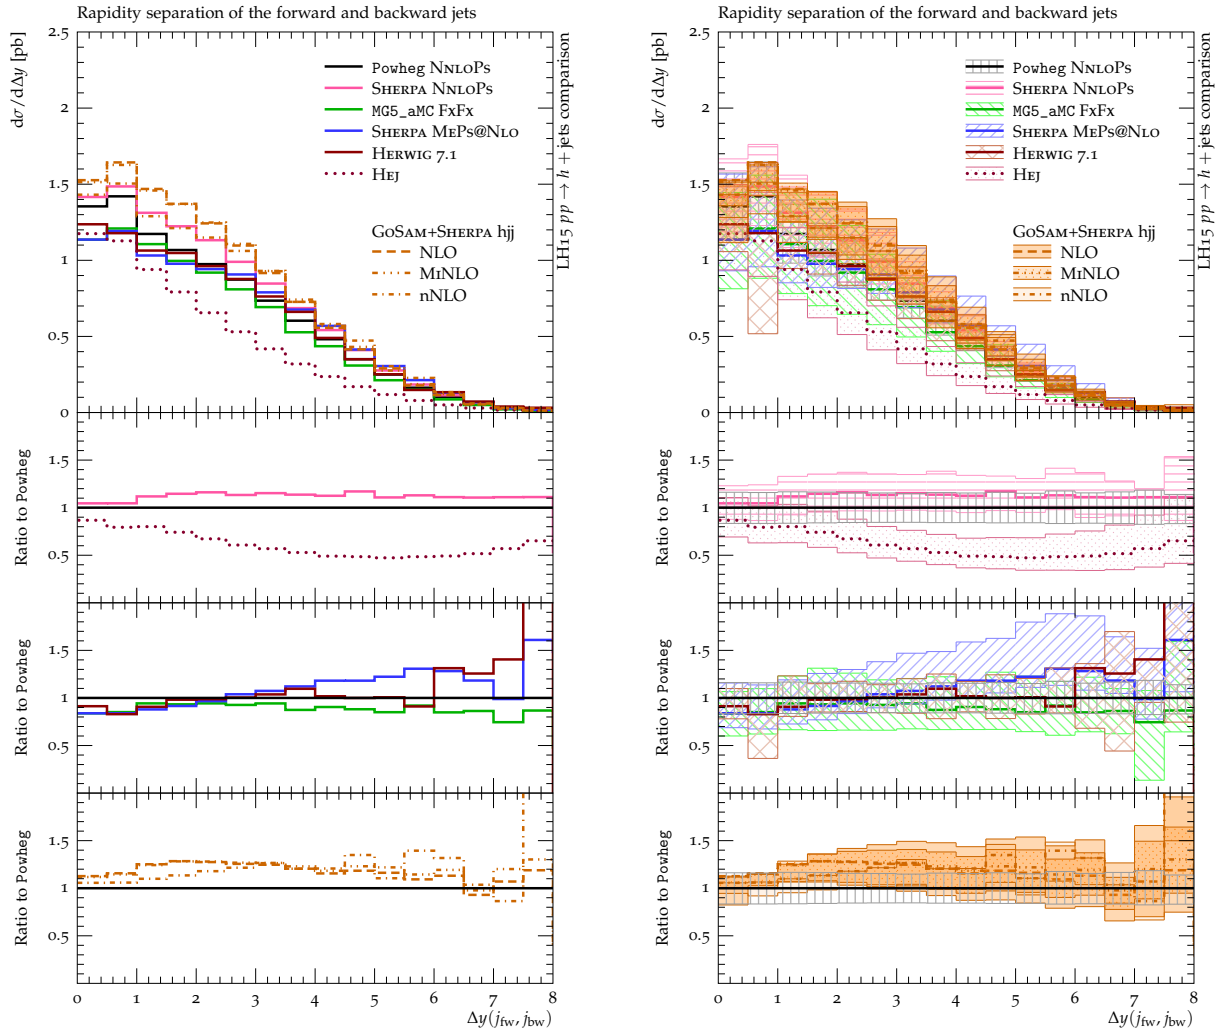 Rapidity separation of the forward and backward jets
dσ/dΔy [pb]
2.5
2
1.5
1
0.5
0
Powheg NNLOPS
SHERPA NNLOPS
MG5_aMC FxFx
SHERPA MEPS@NLO
HERWIG 7.1
HEJ
GOSAM+SHERPA hjj
NLO
MINLO
nNLO
LH15 pp → h + jets comparison
Ratio to Powheg
1.5
1
0.5
Ratio to Powheg
1.5
1
0.5
Ratio to Powheg
1.5
1
0.5
0 1 2 3 4 5 6 7 8
Δy(j_fw, j_bw)
Rapidity separation of the forward and backward jets
dσ/dΔy [pb]
2.5
2
1.5
1
0.5
0
Powheg NNLOPS
SHERPA NNLOPS
MG5_aMC FxFx
SHERPA MEPS@NLO
HERWIG 7.1
HEJ
GOSAM+SHERPA hjj
NLO
MINLO
nNLO
LH15 pp → h + jets comparison
Ratio to Powheg
1.5
1
0.5
Ratio to Powheg
1.5
1
0.5
Ratio to Powheg
1.5
1
0.5
0 1 2 3 4 5 6 7 8
Δy(j_fw, j_bw)